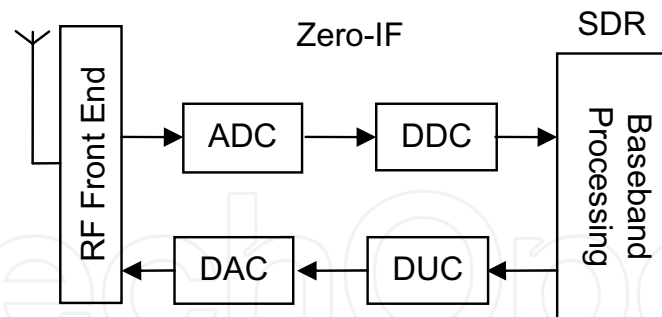 Zero-IF
SDR
RF Front End
ADC
DDC
Baseband
Processing
DAC
DUC